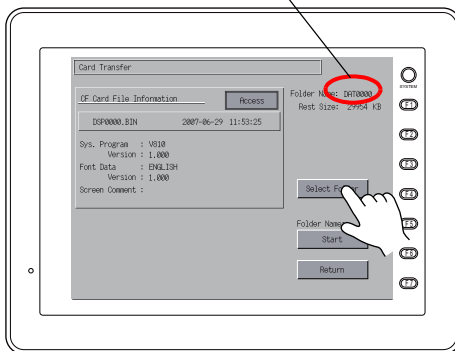 Card Transfer
SYSTEM
CF Card File Information
Access
Folder Name: DAT0000
Rest Size: 29954 KB
DSP0000.BIN 2007-06-29 11:53:25
Sys. Program : V810
Version : 1.000
Font Data : ENGLISH
Version : 1.000
Screen Comment :
Select
Folder Name
Start
Return
F1
F2
F3
F4
F5
F6
F7